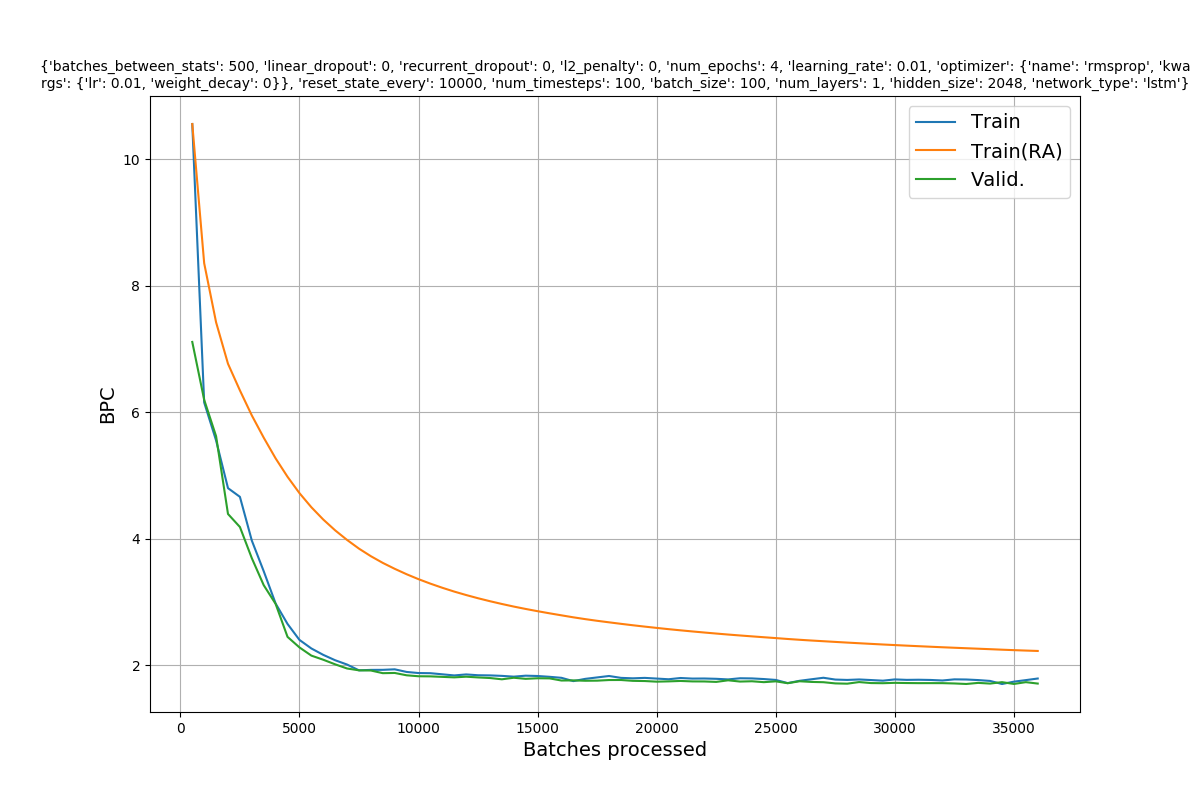 {'batches_between_stats': 500, 'linear_dropout': 0, 'recurrent_dropout': 0, 'l2_penalty': 0, 'num_epochs': 4, 'learning_rate': 0.01, 'optimizer': {'name': 'rmsprop', 'kwa
rgs': {'lr': 0.01, 'weight_decay': 0}}, 'reset_state_every': 10000, 'num_timesteps': 100, 'batch_size': 100, 'num_layers': 1, 'hidden_size': 2048, 'network_type': 'lstm'}
Train
Train(RA)
Valid.
10
8
6
4
2
BPC
0 5000 10000 15000 20000 25000 30000 35000
Batches processed